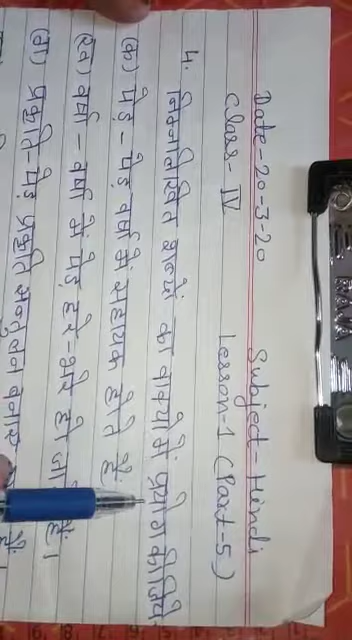 Date-20-3-20 Subject-Hindi
Class-IV Lesson-1 (Part-5)
4. निम्नलिखित शब्दों का वाक्यों में प्रयोग कीजिये
(क) पेड़ - पेड़ वर्षा में सहायक होते हैं
(ख) वर्षा - वर्षा में पेड़ हरे-भरे हो हैं।
(ग) प्रकृति - पेड़ प्रकृति सन्तुलन बनाए हैं।